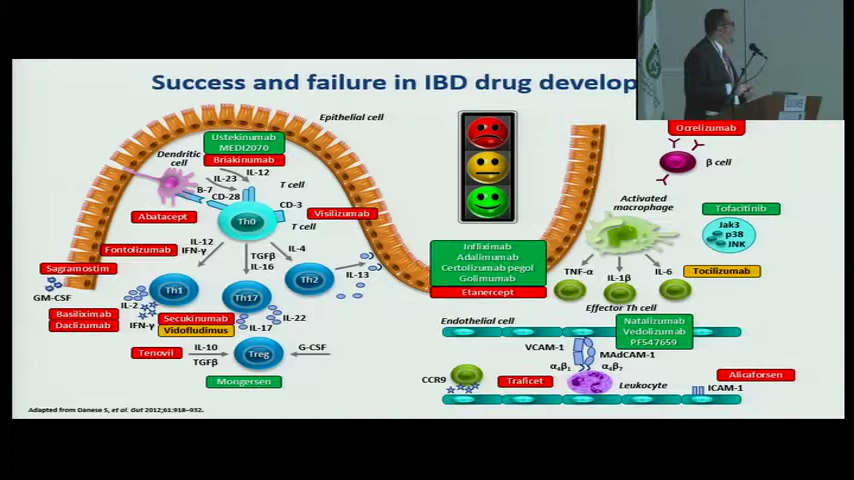 Success and failure in IBD drug develop
Epithelial cell
Ustekinumab
MEDI2070
Briakinumab
Dendritic
cell
IL-12
IL-23
B-7
CD-28
T cell
CD-3
T cell
Abatacept
Th0
Visilizumab
Fontolizumab
IL-12
IFN-γ
TGFβ
IL-16
IL-4
Sagramostim
GM-CSF
Th1
Th17
Th2
IL-13
IL-2
IFN-γ
Basiliximab
Daclizumab
Secukinumab
Vidofludimus
IL-22
IL-17
Tenovil
IL-10
TGFβ
Treg
G-CSF
Mongersen
Infliximab
Adalimumab
Certolizumab pegol
Golimumab
Etanercept
Ocrelizumab
β cell
Activated
macrophage
Tofacitinib
Jak3
p38
JNK
TNF-α
IL-1β
IL-6
Tocilizumab
Effector Th cell
Endothelial cell
Natalizumab
Vedolizumab
PF547659
VCAM-1
MAdCAM-1
α4β1
α4β7
CCR9
Traficet
Leukocyte
Alicaforsen
ICAM-1
Adapted from Danese S, et al. Gut 2012;61:918–932.